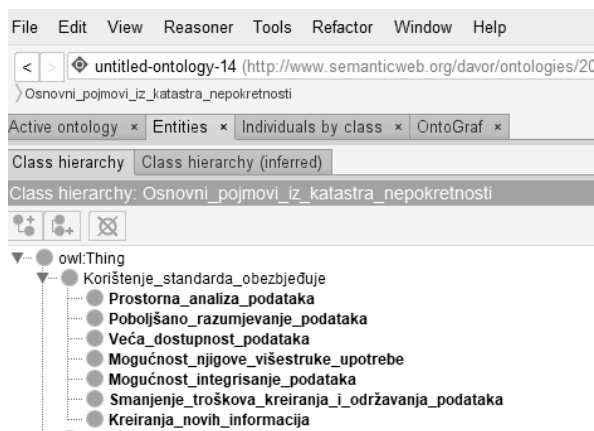 File Edit View Reasoner Tools Refactor Window Help
< > untitled-ontology-14 (http://www.semanticweb.org/davor/ontologies/20
Osnovni_pojmovi_iz_katastra_nepokretnosti
Active ontology × Entities × Individuals by class × OntoGraf ×
Class hierarchy Class hierarchy (inferred)
Class hierarchy: Osnovni_pojmovi_iz_katastra_nepokretnosti
owl:Thing
Korištenje_standarda_obezbjeđuje
Prostorna_analiza_podataka
Poboljšano_razumjevanje_podataka
Veća_dostupnost_podataka
Mogućnost_njigove_višestruke_upotrebe
Mogućnost_integrisanje_podataka
Smanjenje_troškova_kreiranja_i_održavanja_podataka
Kreiranja_novih_informacija